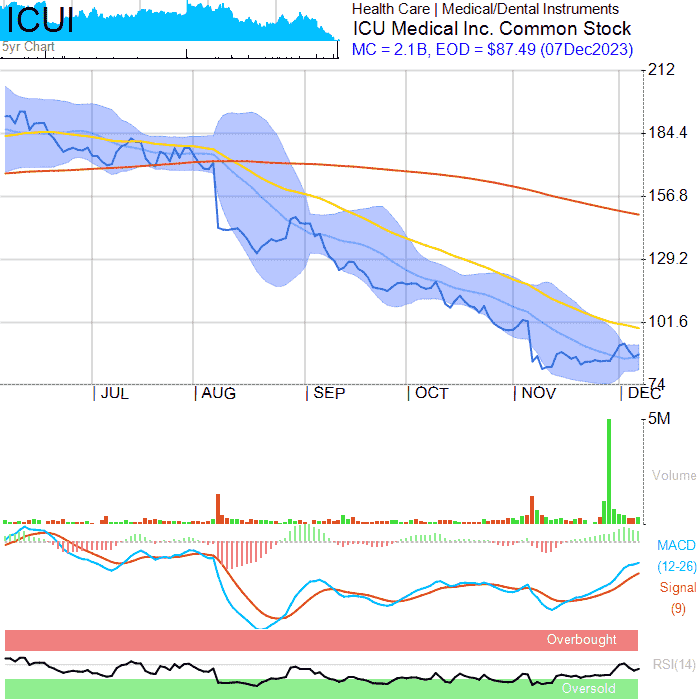 ICUI
5yr Chart
Health Care | Medical/Dental Instruments
ICU Medical Inc. Common Stock
MC = 2.1B, EOD = $87.49 (07Dec2023)
212
184.4
156.8
129.2
101.6
74
JUL
AUG
SEP
OCT
NOV
DEC
5M
Volume
MACD
(12-26)
Signal
(9)
Overbought
RSI(14)
Oversold